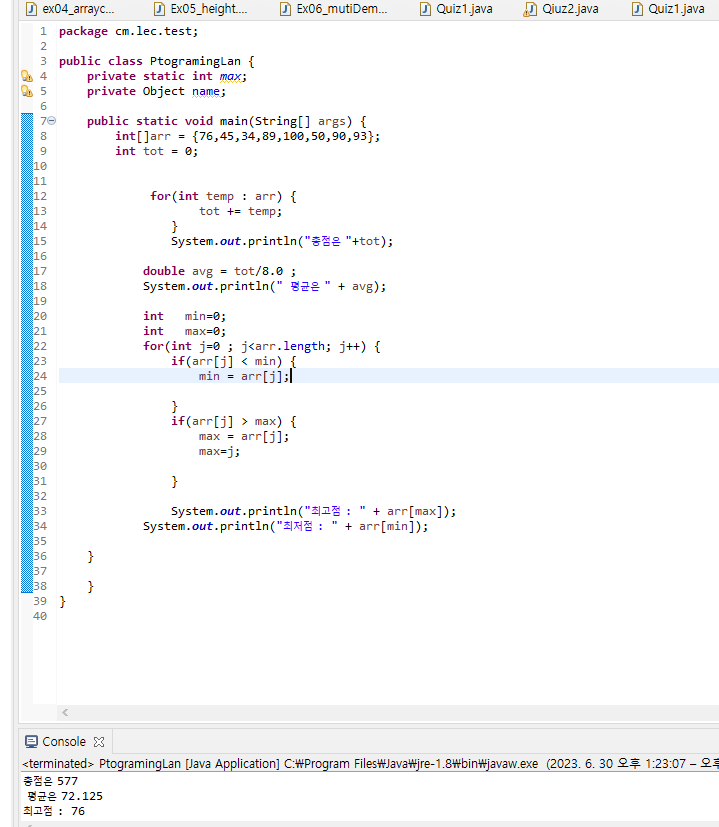 ex04_arrayc... Ex05_height.... Ex06_mutiDem... Quiz1.java Qiuz2.java Quiz1.java
1 package cm.lec.test;
2
3 public class PtogramingLan {
4 private static int max;
5 private Object name;
6
7 public static void main(String[] args) {
8 int[]arr = {76,45,34,89,100,50,90,93};
9 int tot = 0;
10
11
12 for(int temp : arr) {
13 tot += temp;
14 }
15 System.out.println("총점은 "+tot);
16
17 double avg = tot/8.0 ;
18 System.out.println(" 평균은 " + avg);
19
20 int min=0;
21 int max=0;
22 for(int j=0 ; j<arr.length; j++) {
23 if(arr[j] < min) {
24 min = arr[j];
25
26 }
27 if(arr[j] > max) {
28 max = arr[j];
29 max=j;
30
31 }
32
33 System.out.println("최고점 : " + arr[max]);
34 System.out.println("최저점 : " + arr[min]);
35
36 }
37
38 }
39 }
40
Console
<terminated> PtogramingLan [Java Application] C:₩Program Files₩Java₩jre-1.8₩bin₩javaw.exe (2023. 6. 30 오후 1:23:07 – 오후
총점은 577
평균은 72.125
최고점 : 76